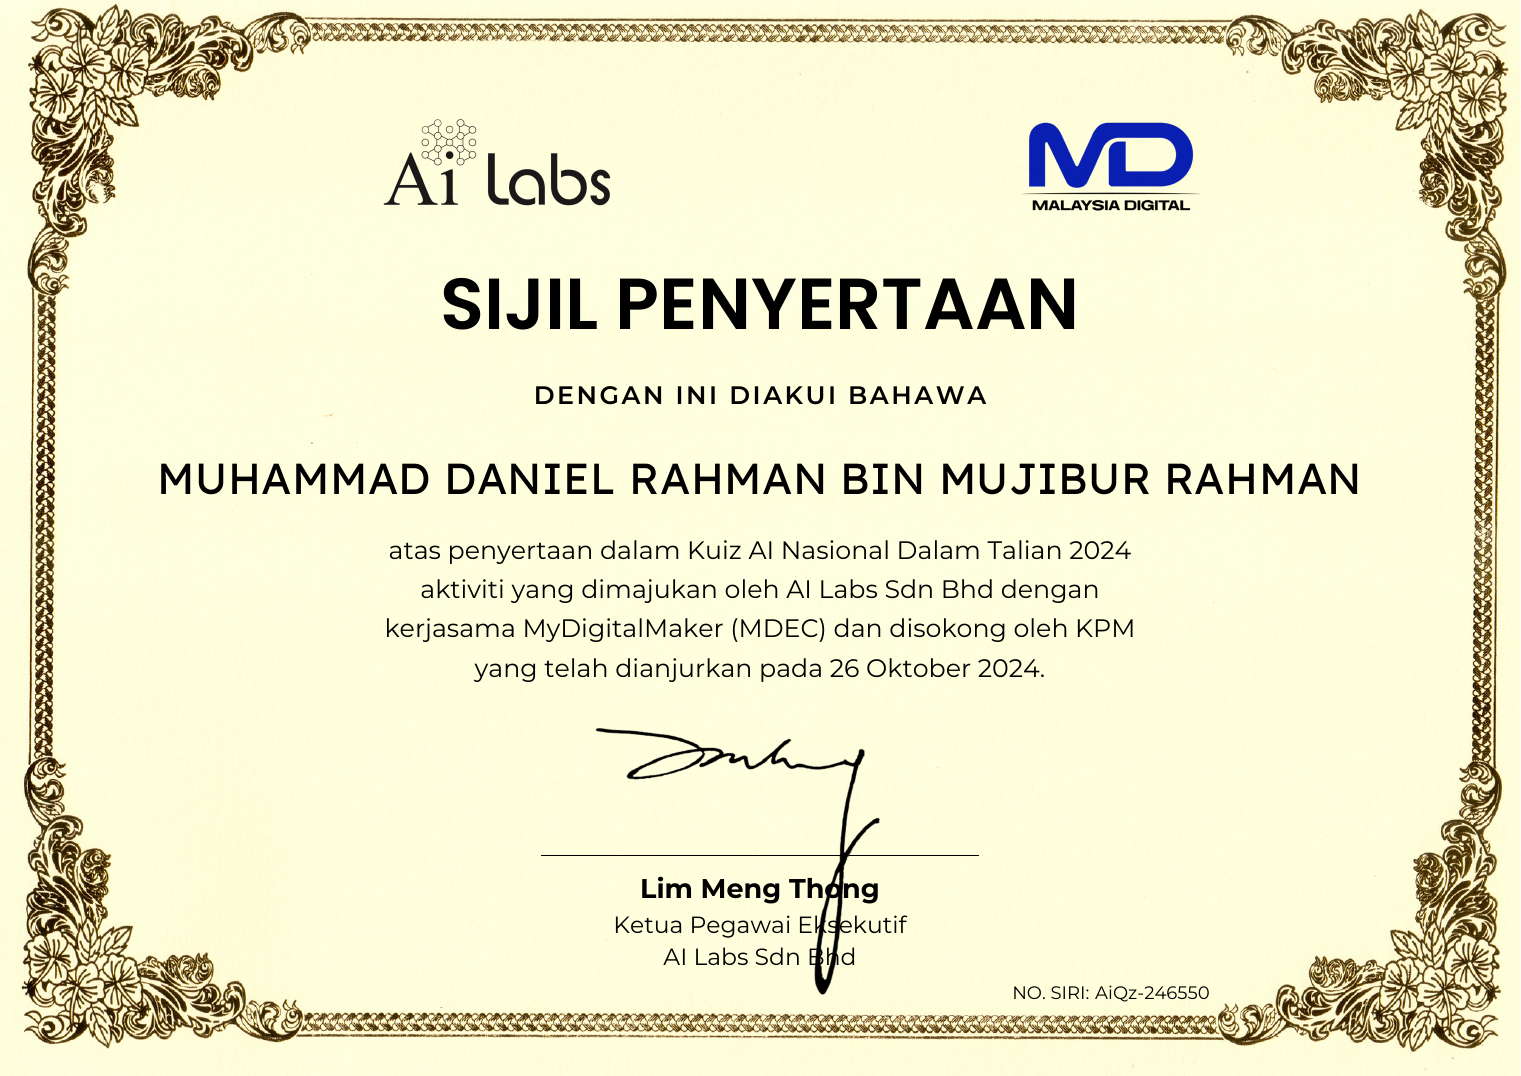 Ai Labs
MD
MALAYSIA DIGITAL
SIJIL PENYERTAAN
DENGAN INI DIAKUI BAHAWA
MUHAMMAD DANIEL RAHMAN BIN MUJIBUR RAHMAN
atas penyertaan dalam Kuiz AI Nasional Dalam Talian 2024
aktiviti yang dimajukan oleh AI Labs Sdn Bhd dengan
kerjasama MyDigitalMaker (MDEC) dan disokong oleh KPM
yang telah dianjurkan pada 26 Oktober 2024.
Lim Meng Thong
Ketua Pegawai Eksekutif
AI Labs Sdn Bhd
NO. SIRI: AiQz-246550